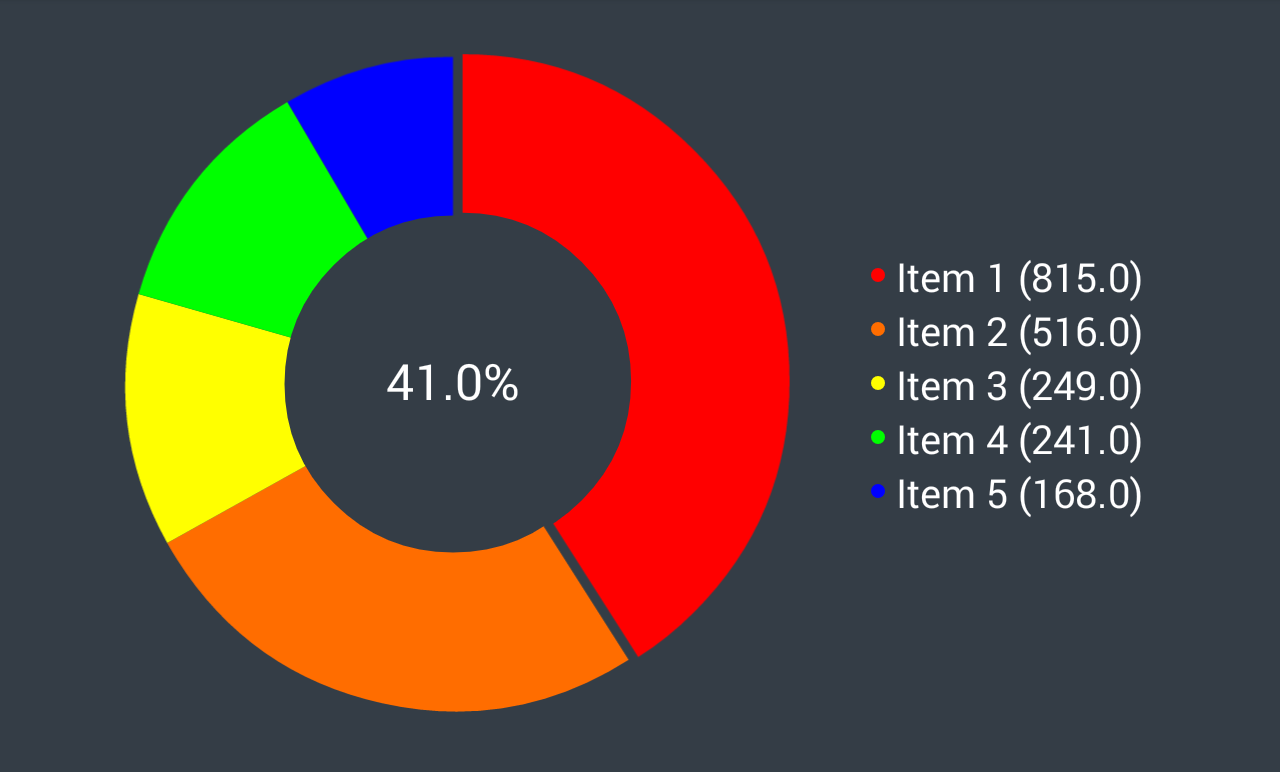 41.0%
Item 1 (815.0)
Item 2 (516.0)
Item 3 (249.0)
Item 4 (241.0)
Item 5 (168.0)